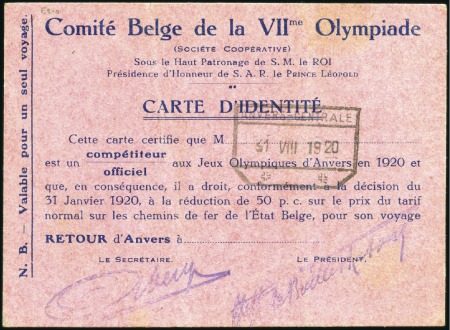 Comité Belge de la VIIme Olympiade
(SOCIÉTÉ COOPÉRATIVE)
Sous le Haut Patronage de S. M. le ROI
Présidence d'Honneur de S. A. R. le PRINCE LÉOPOLD
CARTE D'IDENTITÉ
ANVERS-CENTRALE
31 VIII 1920
Cette carte certifie que M
est un compétiteur officiel aux Jeux Olympiques d'Anvers en 1920 et
que, en conséquence, il a droit, conformément à la décision du
31 Janvier 1920, à la réduction de 50 p. c. sur le prix du tarif
normal sur les chemins de fer de l'État Belge, pour son voyage
RETOUR d'Anvers à
LE SECRÉTAIRE. LE PRÉSIDENT.
N. B. — Valable pour un seul voyage.